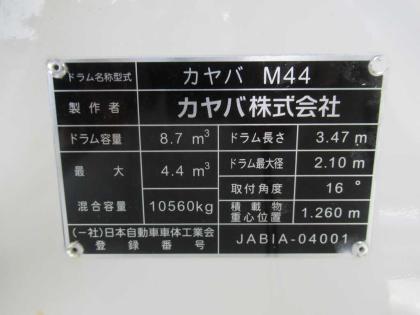 ドラム名称型式 カヤバ M44
製作者 カヤバ株式会社
ドラム容量 8.7 m³ ドラム長さ 3.47 m
最大 4.4 m³ ドラム最大径 2.10 m
取付角度 16°
混合容量 10560kg 積載物重心位置 1.260 m
(一社)日本自動車車体工業会
登録番号 JABIA-04001